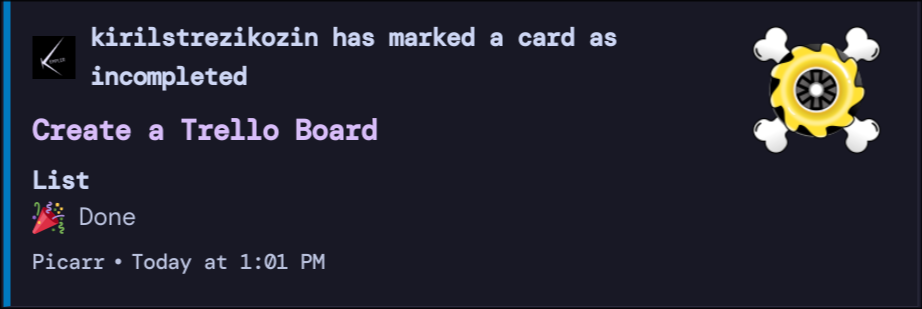 kirilstrezikozin has marked a card as
incompleted
Create a Trello Board
List
🎉 Done
Picarr • Today at 1:01 PM